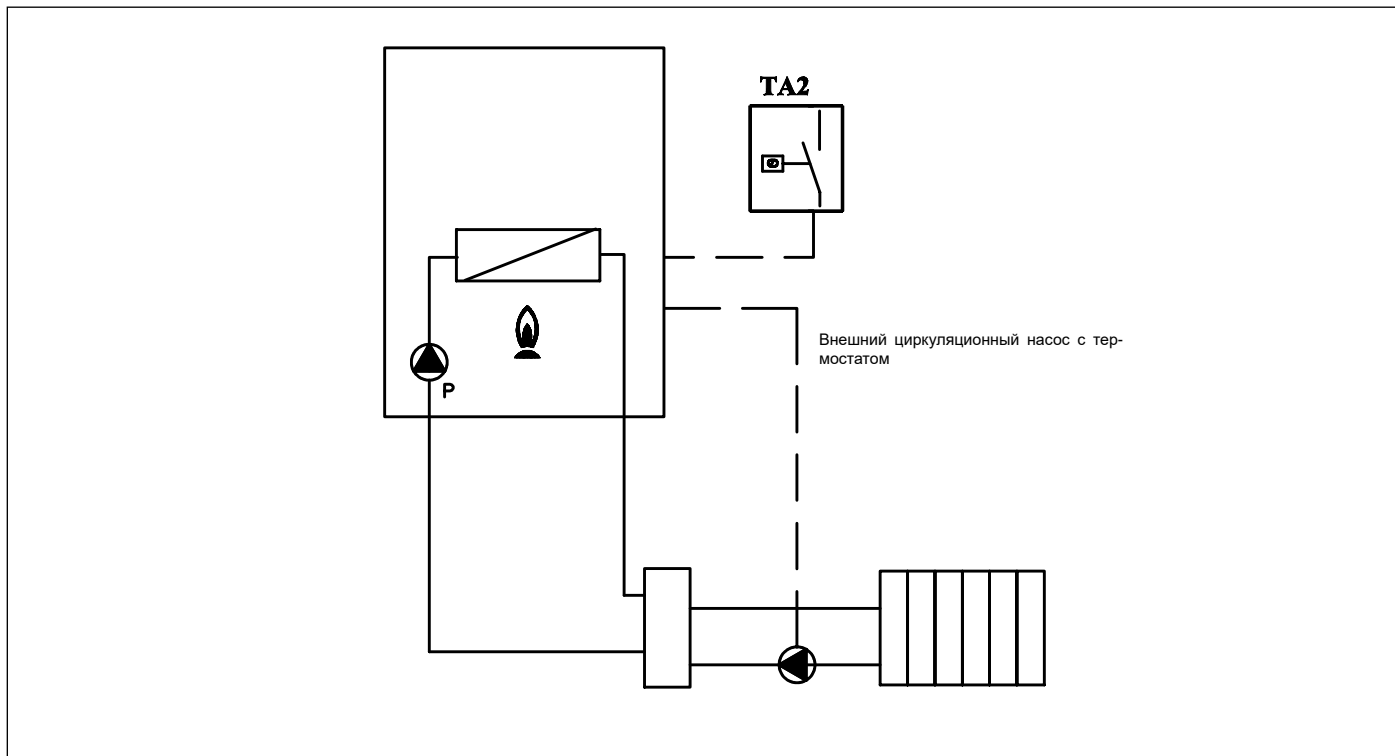 TA2
Внешний циркуляционный насос с тер-
мостатом
P